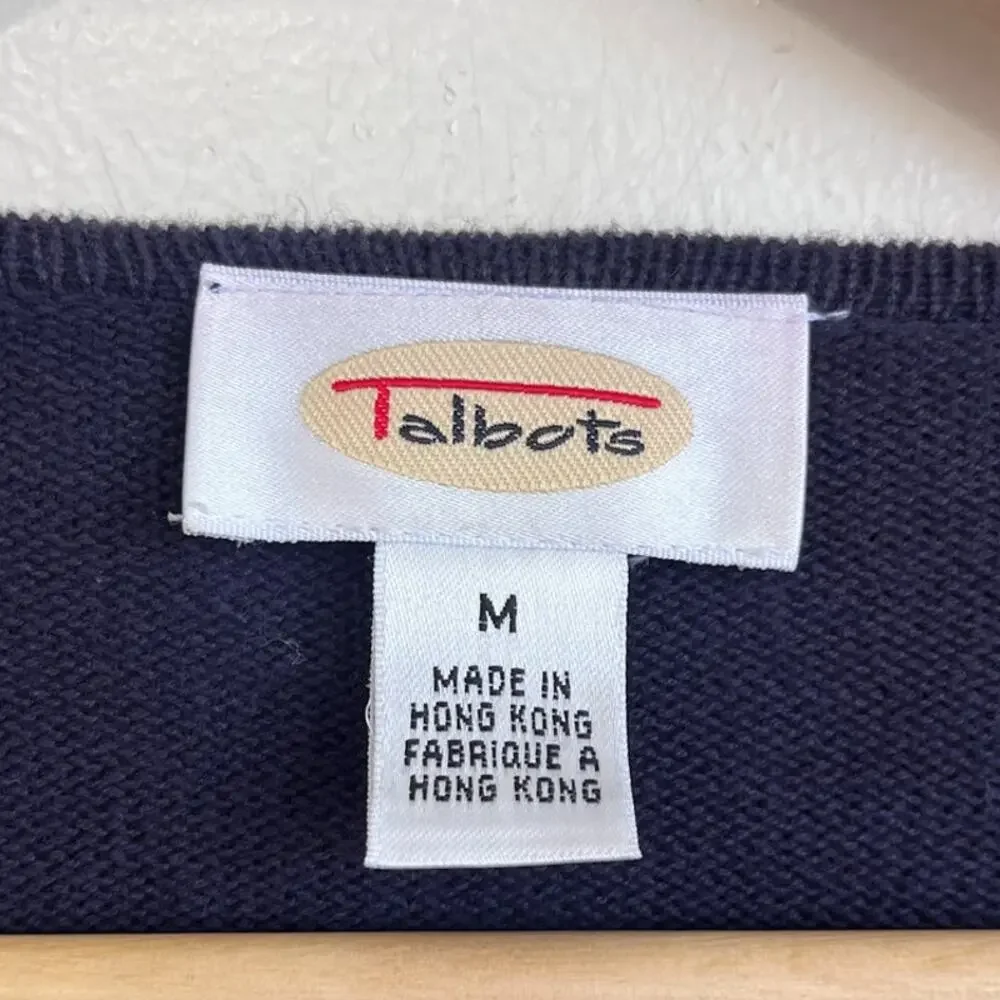 Talbots
M
MADE IN
HONG KONG
FABRIQUE A
HONG KONG